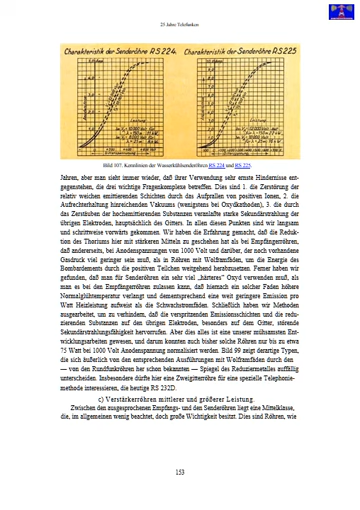 25 Jahre Telefunken
Charakteristik der Senderöhre RS 224.
Charakteristik der Senderöhre RS 225
Bild 107. Kennlinien der Wasserkühlsenderöhren RS 224 und RS 225.
Jahren, aber man sieht immer wieder, daß ihrer Verwendung sehr ernste Hindernisse ent-
gegenstehen, die drei wichtige Fragenkomplexe betreffen. Dies sind 1. die Zerstörung der
relativ weichen emittierenden Schichten durch das Aufprallen von positiven Ionen, 2. die
Aufrechterhaltung hinreichenden Vakuums (wenigstens bei Oxydkathoden), 3. die durch
das Zerstäuben der hochemittierenden Substanzen veranlaßte starke Sekundärstrahlung der
übrigen Elektroden, hauptsächlich des Gitters. In allen diesen Punkten sind wir langsam
und schrittweise vorwärts gekommen. Wir haben die Erfahrung gemacht, daß die Reduk-
tion des Thoriums hier mit stärkeren Mitteln zu geschehen hat als bei Empfängerröhren,
daß andererseits, bei Anodenspannungen von 1000 Volt und darüber, der noch vorhandene
Gasdruck viel geringer sein muß, als in Röhren mit Wolframfäden, um die Energie des
Bombardements durch die positiven Teilchen weitgehend herabzusetzen. Ferner haben wir
gefunden, daß man für Senderöhren ein sehr viel „härteres“ Oxyd verwenden muß, als
man es bei den Empfängerröhren zulassen kann, daß hiernach ein solcher Faden höhere
Normalglühtemperatur verlangt und dementsprechend eine weit geringere Emission pro
Watt Heizleistung aufweist als die Schwachstromfäden. Schließlich haben wir Methoden
ausgearbeitet, um zu verhindern, daß die verspritzten Emissionsschichten und die redu-
zierenden Substanzen auf den übrigen Elektroden, besonders auf dem Gitter, störende
Sekundärstrahlungsfähigkeit hervorrufen. Aber dies alles ist eine unserer mühsamsten Ent-
wicklungsarbeiten gewesen, und darum konnten auch bisher solche Röhren nur bis zu etwa
75 Watt bei 1000 Volt Anodenspannung normalisiert werden. Bild 99 zeigt derartige Typen,
die sich äußerlich von den entsprechenden Ausführungen mit Wolframfäden durch den
— von den Rundfunkröhren her schon bekannten — Spiegel des Reduziermetalles auffällig
unterscheiden. Insbesondere dürfte hier eine Zweigitterröhre für eine spezielle Telephonie-
methode interessieren, die heutige RS 232D.
c) Verstärkerröhren mittlerer und größerer Leistung.
Zwischen den ausgesprochenen Empfangs- und den Senderöhren liegt eine Mittelklasse,
die, im allgemeinen wenig beachtet, doch große Wichtigkeit besitzt. Dies sind Röhren, wie
153